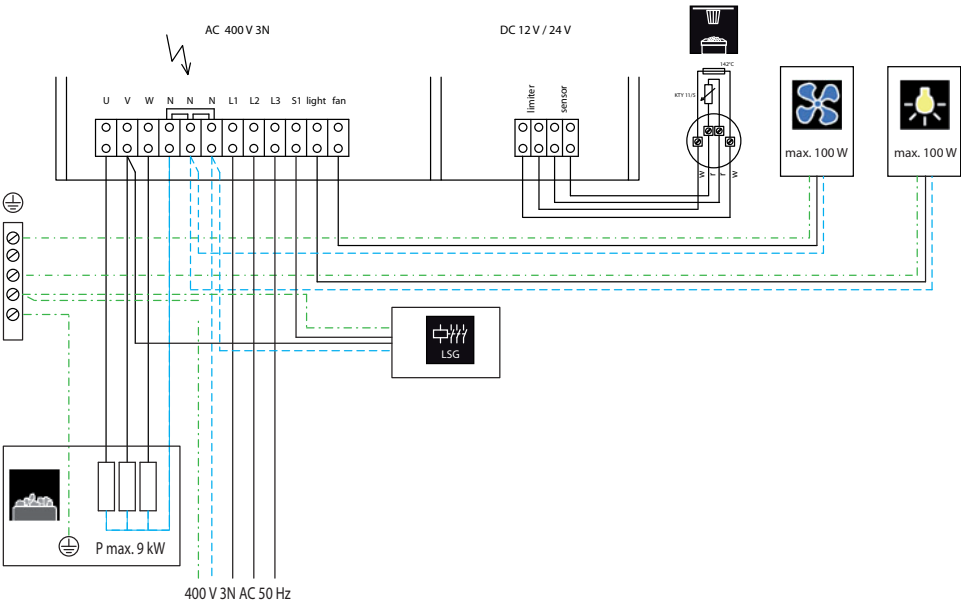 AC 400 V 3N
DC 12 V / 24 V
142°C
KTY 11/5
limiter
sensor
U V W N N N L1 L2 L3 S1 light fan
max. 100 W
max. 100 W
W r r W
LSG
P max. 9 kW
400 V 3N AC 50 Hz